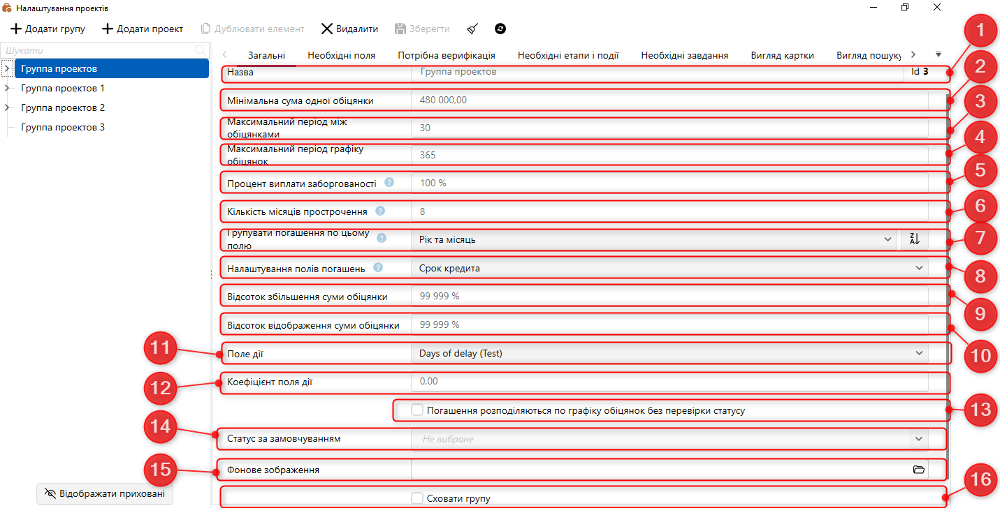 Налаштування проектів
Додати групу Додати проект Дублювати елемент Видалити Зберегти
Шукати
Группа проектов
Группа проектов 1
Группа проектов 2
Группа проектов 3
Відображати приховані
Загальні Необхідні поля Потрібна верифікація Необхідні етапи і події Необхідні завдання Вигляд картки Вигляд пошуку
Назва Группа проектов Id 3
1
Мінімальна сума одної обіцянки 480 000,00
2
Максимальний період між
обіцянками
30
3
Максимальний період графіку
обіцянок
365
4
Процент виплати заборгованості ? 100 %
5
Кількість місяців прострочення ? 8
6
Групувати погашення по цьому
полю
? Рік та місяць Z A
7
Налаштування полів погашень ? Срок кредита
8
Відсоток збільшення суми обіцянки 99 999 %
9
Відсоток відображення суми обіцянки 99 999 %
10
11
Поле дії Days of delay (Test)
12
Коефіцієнт поля дії 0,00
Погашення розподіляються по графіку обіцянок без перевірки статусу
13
14
Статус за замовчуванням Не вибране
15
Фонове зображення
Сховати групу
16